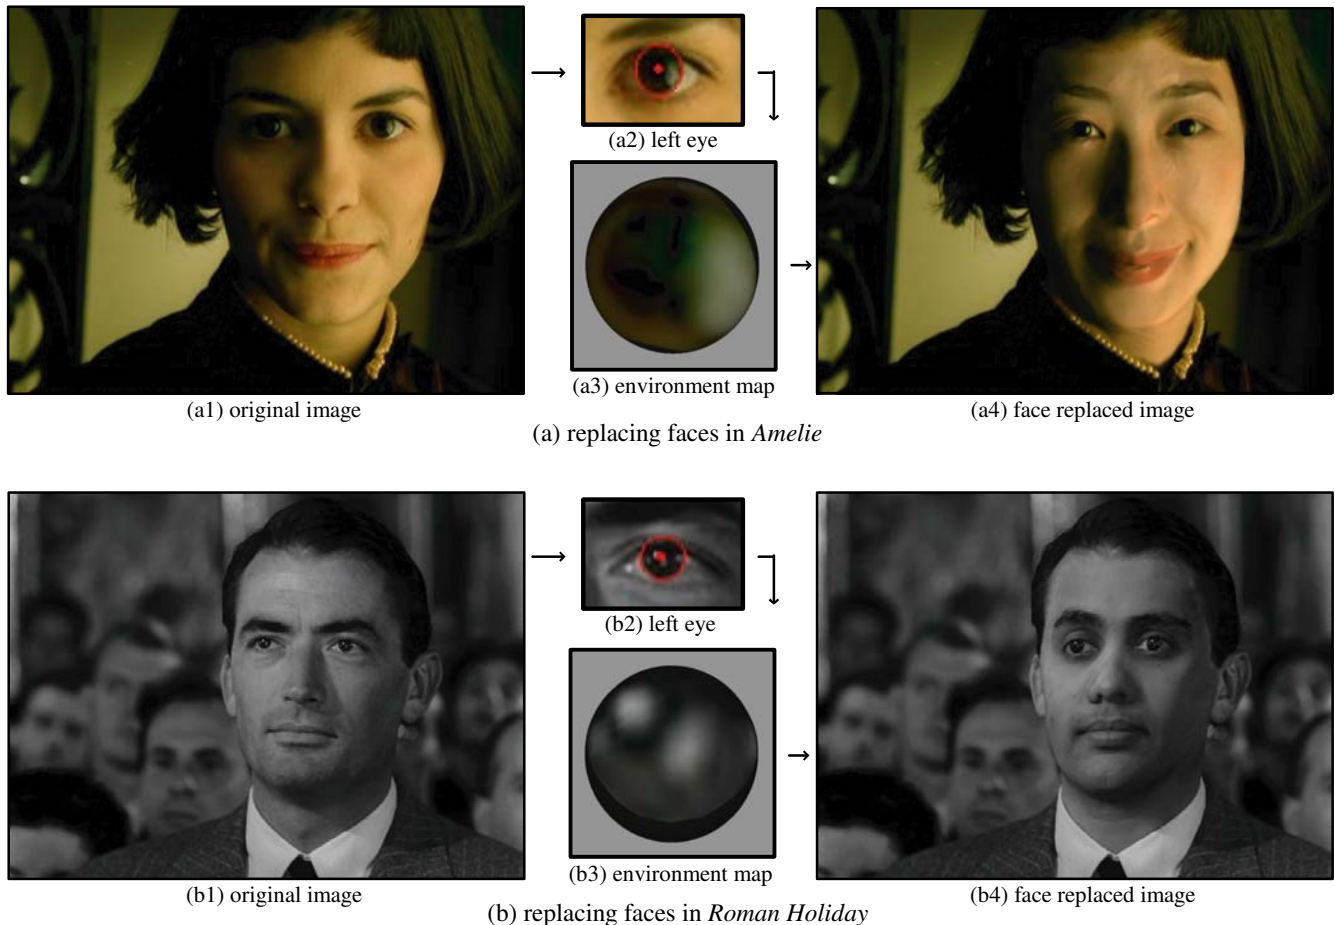 (a2) left eye
(a3) environment map
(a1) original image
(a4) face replaced image
(a) replacing faces in Amelie
(b2) left eye
(b3) environment map
(b1) original image
(b4) face replaced image
(b) replacing faces in Roman Holiday